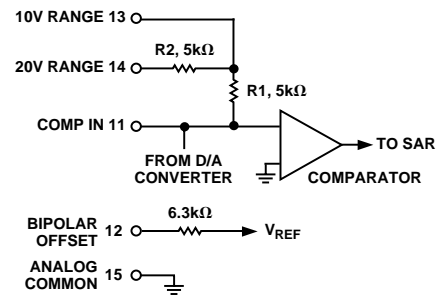 10V RANGE 13
R2, 5kΩ
20V RANGE 14
R1, 5kΩ
COMP IN 11
TO SAR
FROM D/A
CONVERTER
COMPARATOR
6.3kΩ
BIPOLAR
OFFSET 12
VREF
ANALOG
COMMON 15